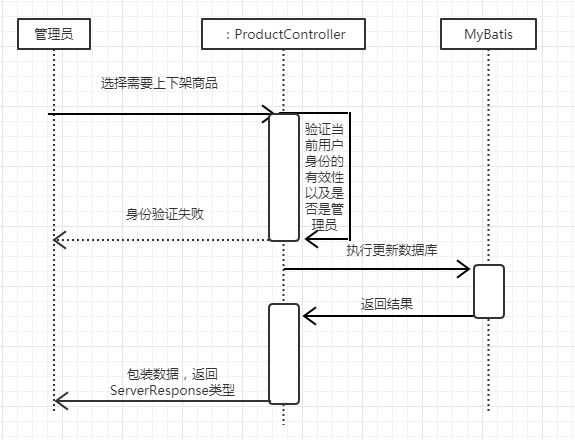 管理员
：ProductController
MyBatis
选择需要上下架商品
验证当
前用户
身份的
有效性
以及是
否是管
理员
身份验证失败
执行更新数据库
返回结果
包装数据，返回
ServerResponse类型